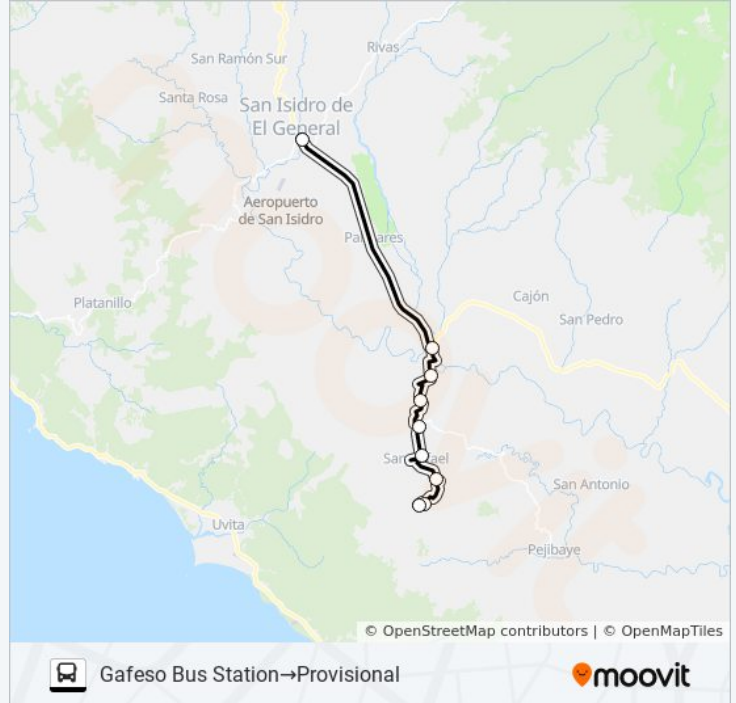 Rivas
San Ramón Sur
Santa Rosa
San Isidro de
El General
Aeropuerto
de San Isidro
Platanillo
Cajón
San Pedro
San Antonio
Uvita
Pejibaye
© OpenStreetMap contributors | © OpenMapTiles
Gafeso Bus Station→Provisional
moovit